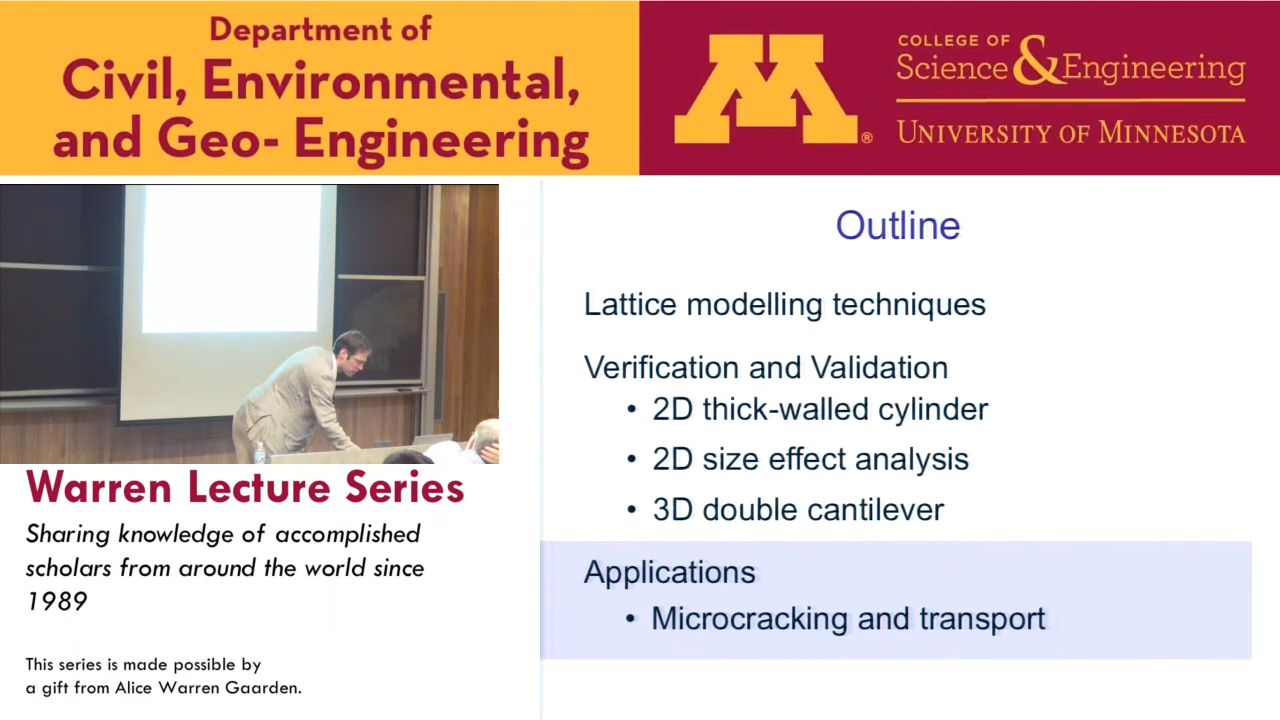 Department of
Civil, Environmental,
and Geo- Engineering
M®
COLLEGE OF
Science & Engineering
UNIVERSITY OF MINNESOTA
Warren Lecture Series
Sharing knowledge of accomplished
scholars from around the world since
1989
This series is made possible by
a gift from Alice Warren Gaarden.
Outline
Lattice modelling techniques
Verification and Validation
• 2D thick-walled cylinder
• 2D size effect analysis
• 3D double cantilever
Applications
• Microcracking and transport